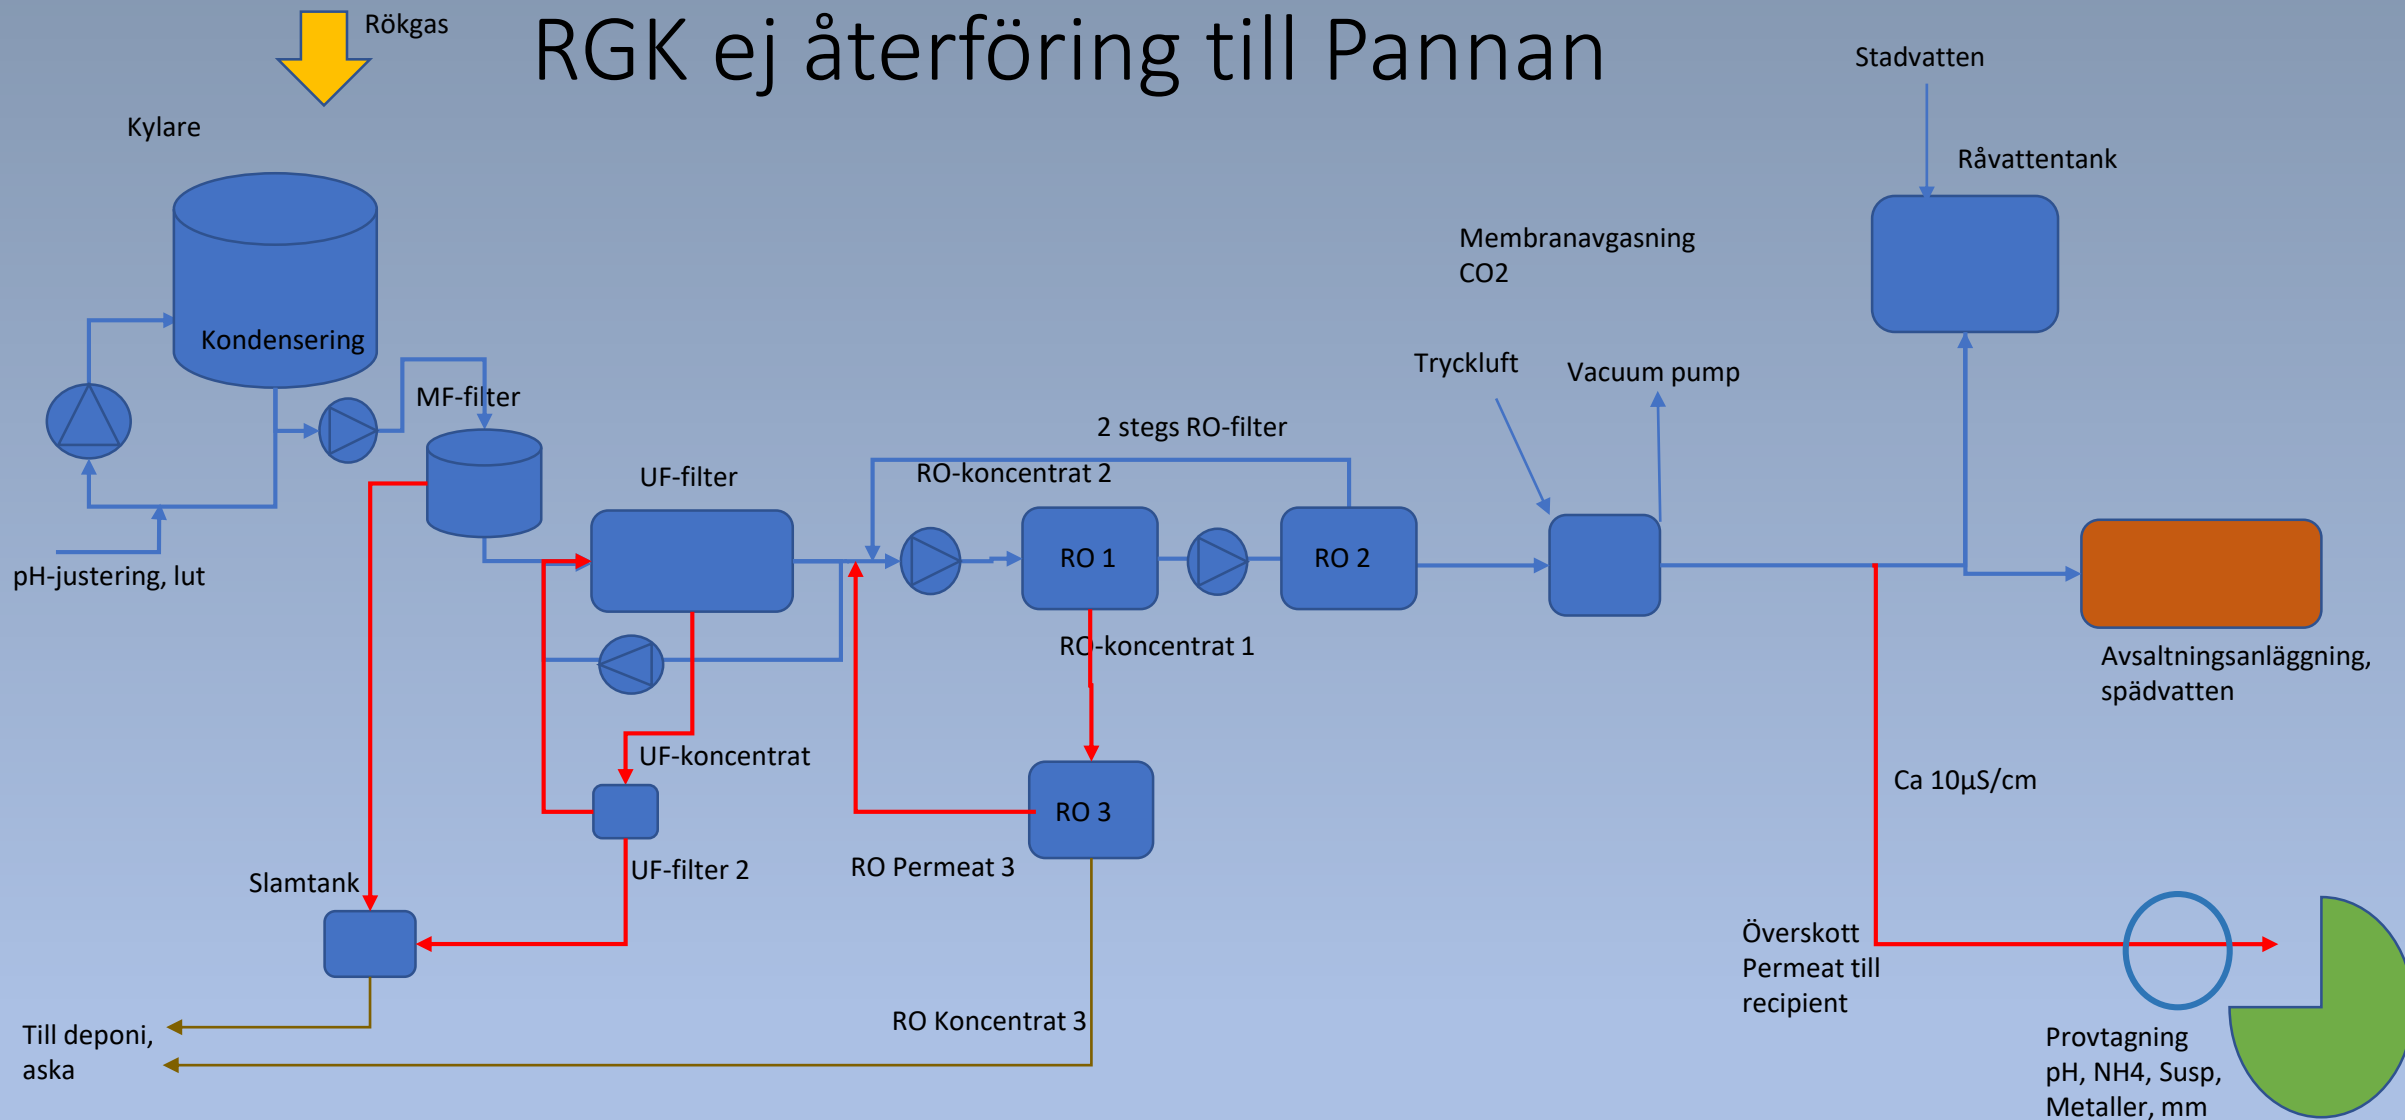 RGK ej återföring till Pannan
Rökgas
Stadvatten
Kylare
Råvattentank
Membranavgasning
CO2
Kondensering
Tryckluft
Vacuum pump
MF-filter
2 stegs RO-filter
UF-filter
RO-koncentrat 2
RO 1
RO 2
pH-justering, lut
RO-koncentrat 1
Avsaltningsanläggning,
spädvatten
UF-koncentrat
Ca 10µS/cm
RO 3
UF-filter 2
RO Permeat 3
Slamtank
Överskott
Permeat till
recipient
RO Koncentrat 3
Till deponi,
aska
Provtagning
pH, NH4, Susp,
Metaller, mm